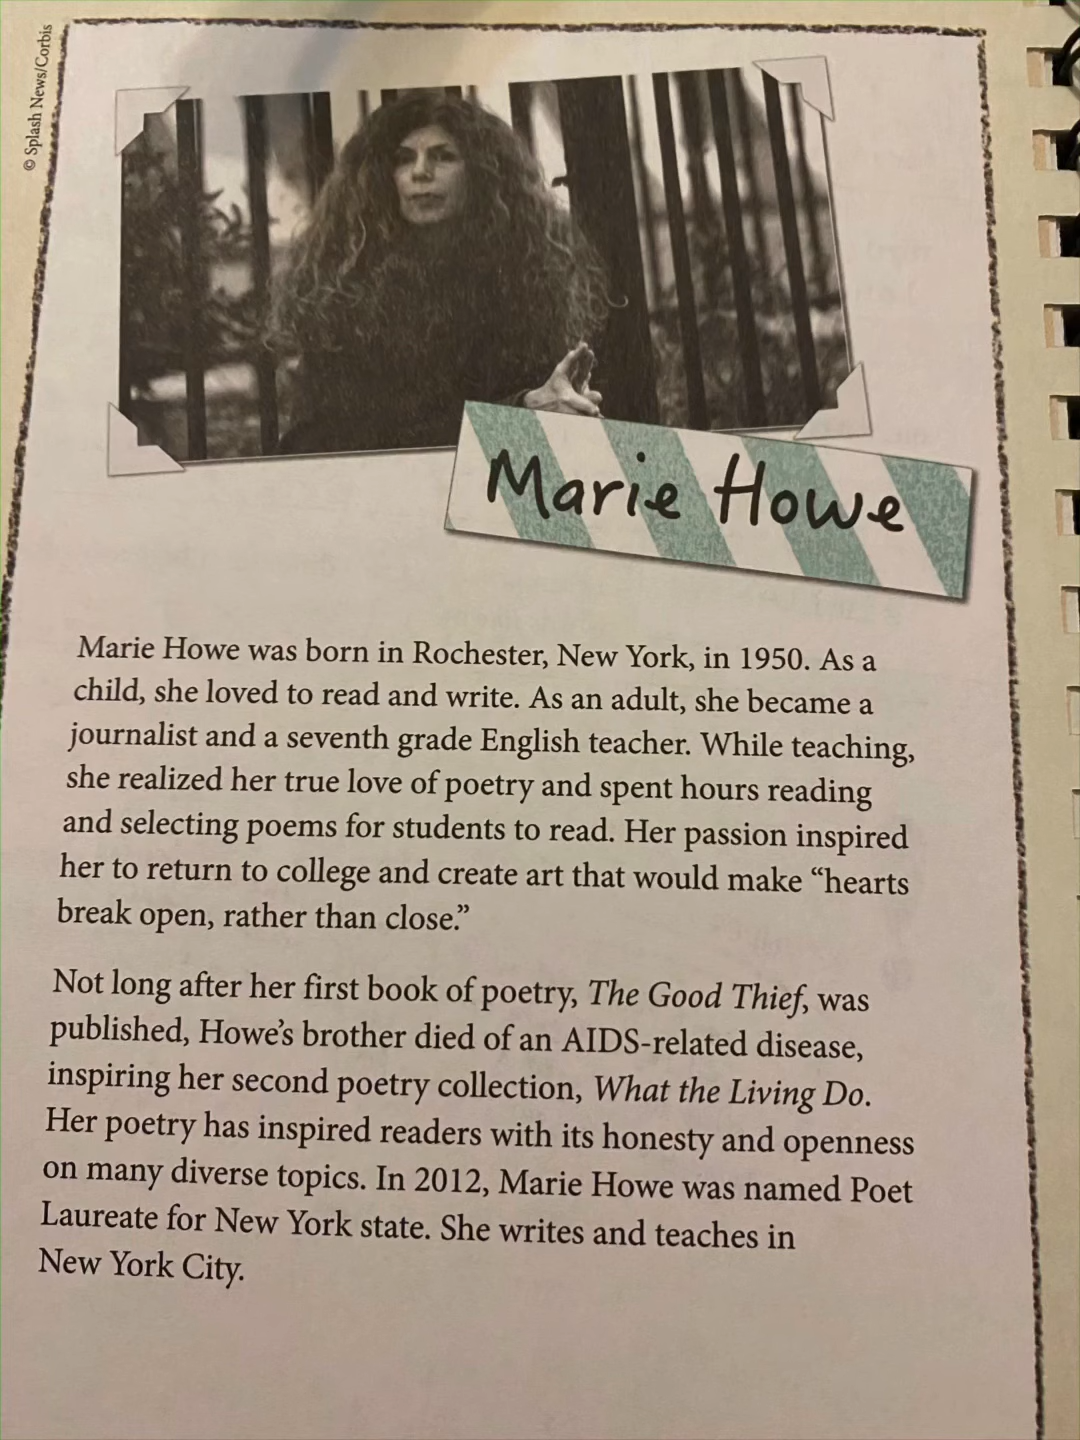 © Splash News/Corbis
Marie Howe
Marie Howe was born in Rochester, New York, in 1950. As a
child, she loved to read and write. As an adult, she became a
journalist and a seventh grade English teacher. While teaching,
she realized her true love of poetry and spent hours reading
and selecting poems for students to read. Her passion inspired
her to return to college and create art that would make “hearts
break open, rather than close.”
Not long after her first book of poetry, The Good Thief, was
published, Howe’s brother died of an AIDS-related disease,
inspiring her second poetry collection, What the Living Do.
Her poetry has inspired readers with its honesty and openness
on many diverse topics. In 2012, Marie Howe was named Poet
Laureate for New York state. She writes and teaches in
New York City.